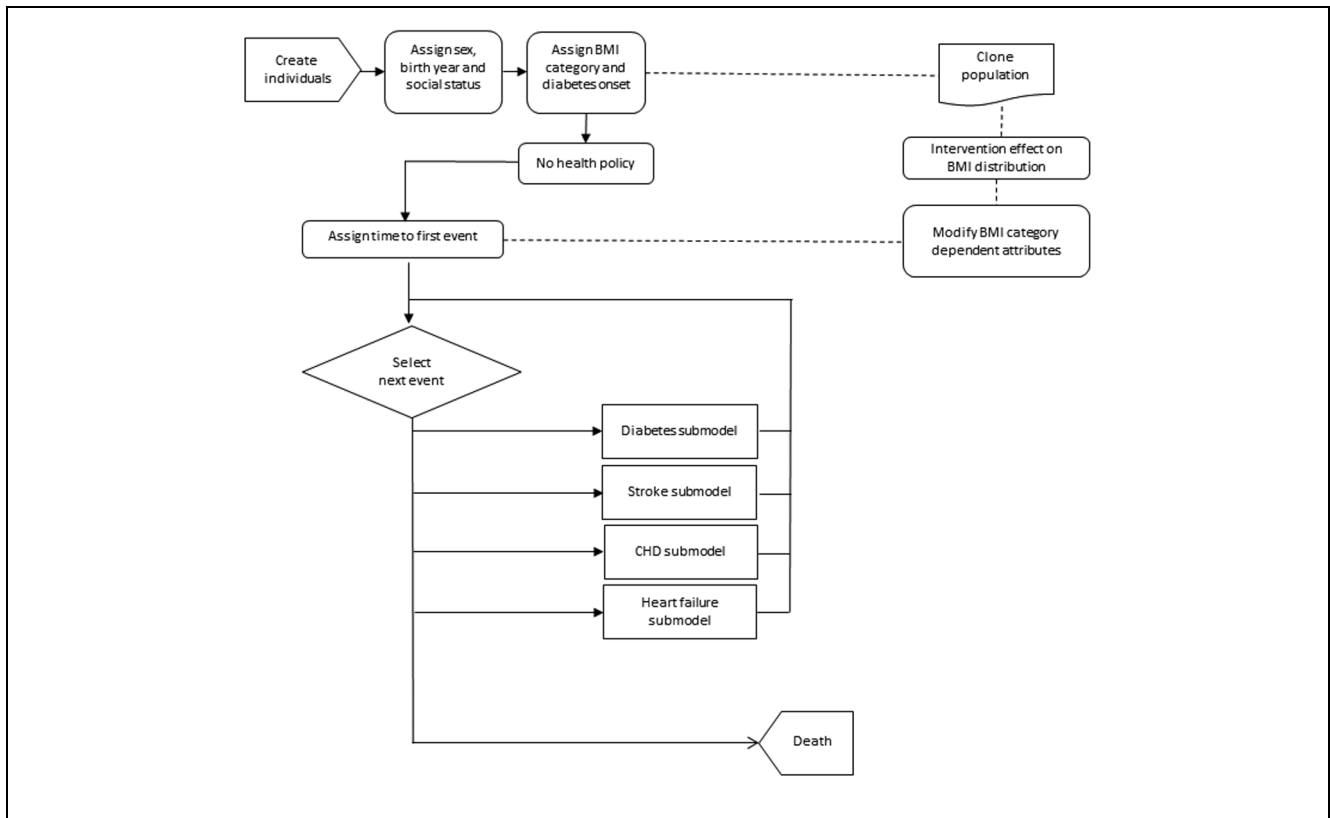 Create
individuals
Assign sex,
birth year and
social status
Assign BMI
category and
diabetes onset
Clone
population
No health policy
Intervention effect on
BMI distribution
Assign time to first event
Modify BMI category
dependent attributes
Select
next event
Diabetes submodel
Stroke submodel
CHD submodel
Heart failure
submodel
Death